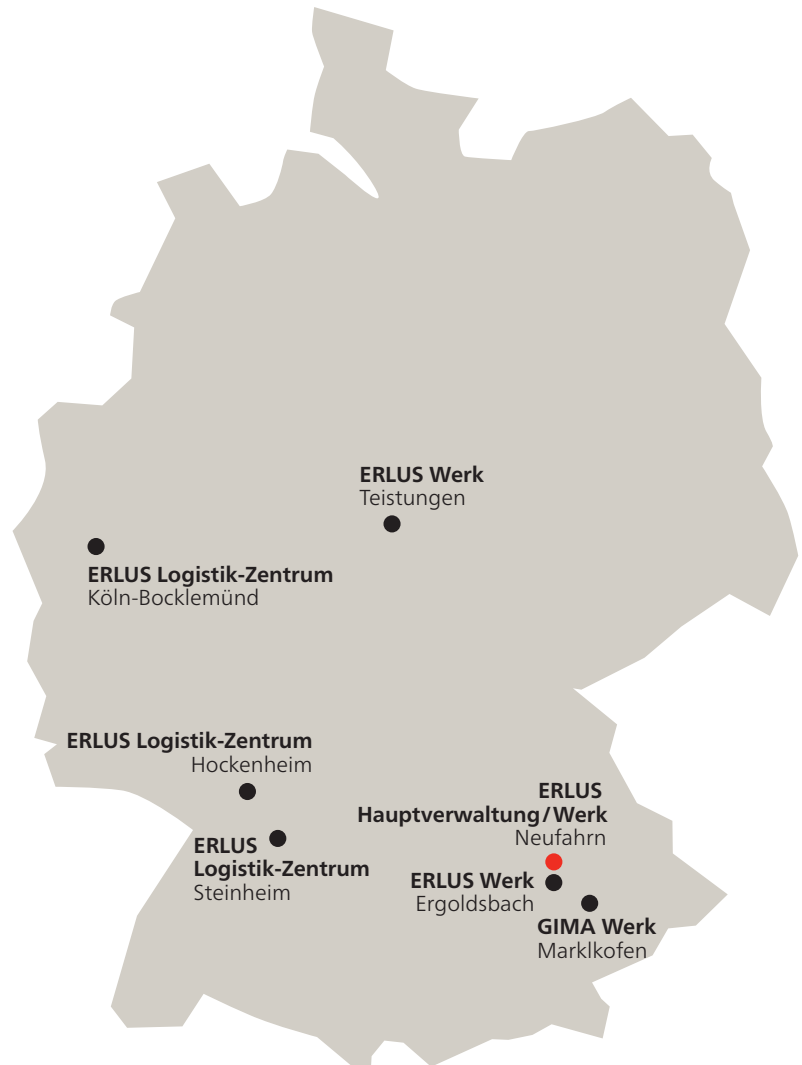 ERLUS Werk
Teistungen
ERLUS Logistik-Zentrum
Köln-Bocklemünd
ERLUS Logistik-Zentrum
Hockenheim
ERLUS
Logistik-Zentrum
Steinheim
ERLUS
Hauptverwaltung/Werk
Neufahrn
ERLUS Werk
Ergoldsbach
GIMA Werk
Marklkofen